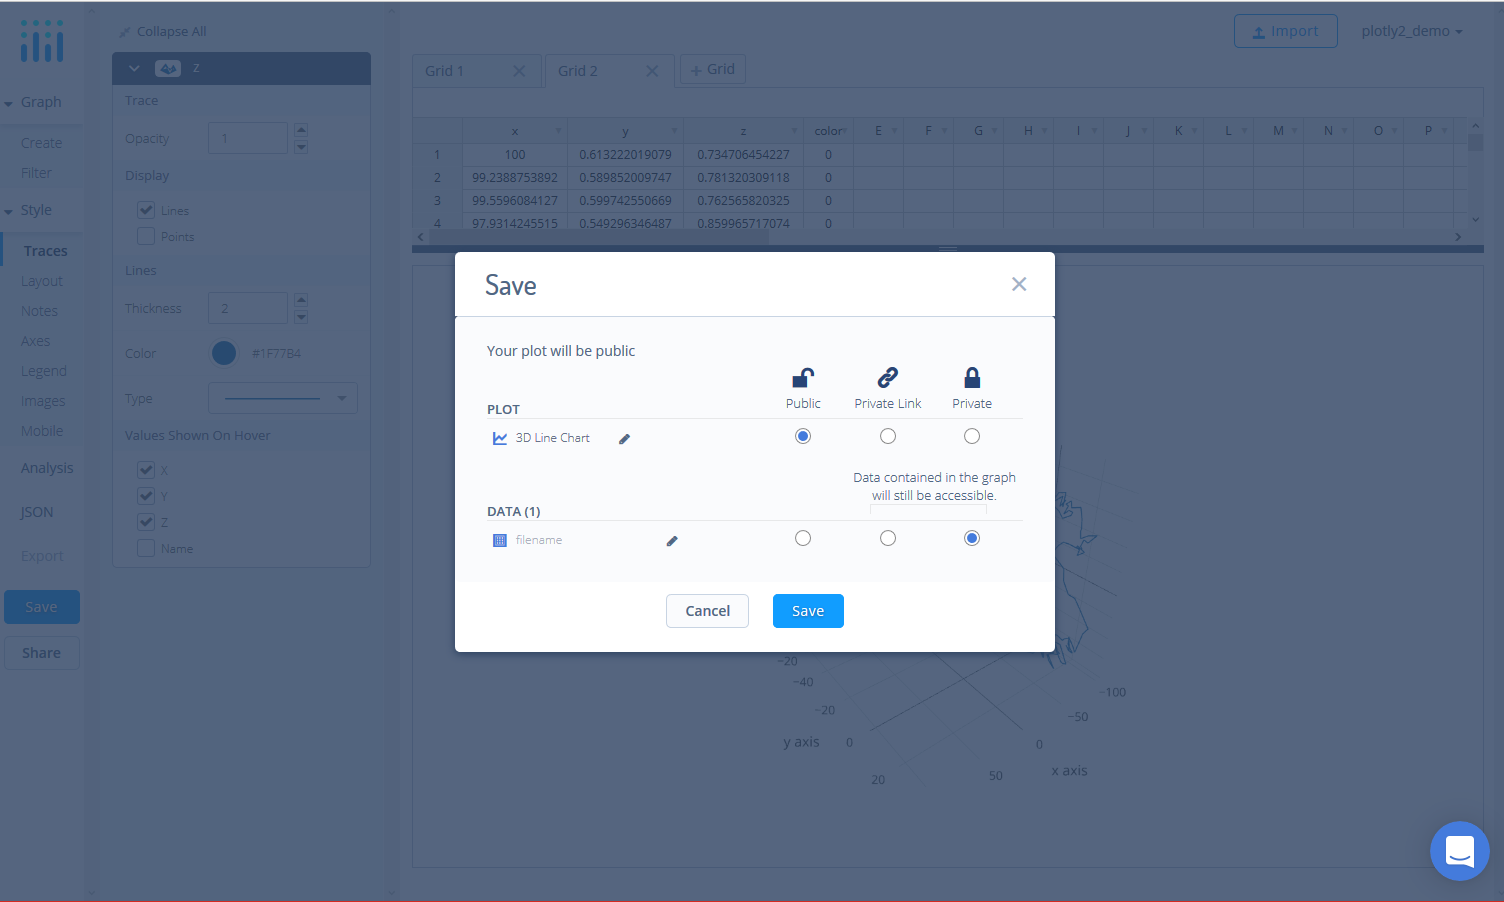 Collapse All
Import
plotly2_demo
Z
Grid 1
Grid 2
+ Grid
Graph
Create
Filter
Style
Traces
Layout
Notes
Axes
Legend
Images
Mobile
Analysis
JSON
Export
Save
Share
Trace
Opacity 1
Display
Lines
Points
Lines
Thickness 2
Color #1F77B4
Type
Values Shown On Hover
X
Y
Z
Name
x y z color E F G H I J K L M N O P
1 100 0.613222019079 0.734706454227 0
2 99.2388753892 0.589852009747 0.781320309118 0
3 99.5596084127 0.599742550669 0.762565820325 0
4 97.9314245515 0.549296346487 0.859965717074 0
Save
Your plot will be public
Public Private Link Private
PLOT
3D Line Chart
Data contained in the graph
will still be accessible.
DATA (1)
filename
Cancel Save
−20
−40
−20
y axis 0
20
−100
−50
0
50
x axis